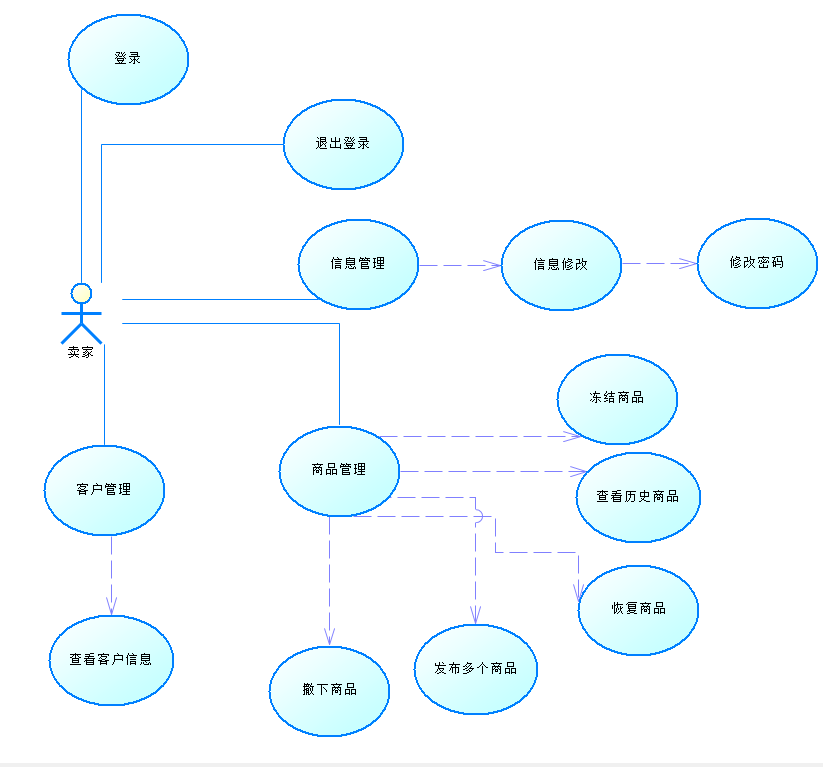 登录
退出登录
信息管理
信息修改
修改密码
卖家
冻结商品
商品管理
客户管理
查看历史商品
恢复商品
查看客户信息
发布多个商品
撤下商品